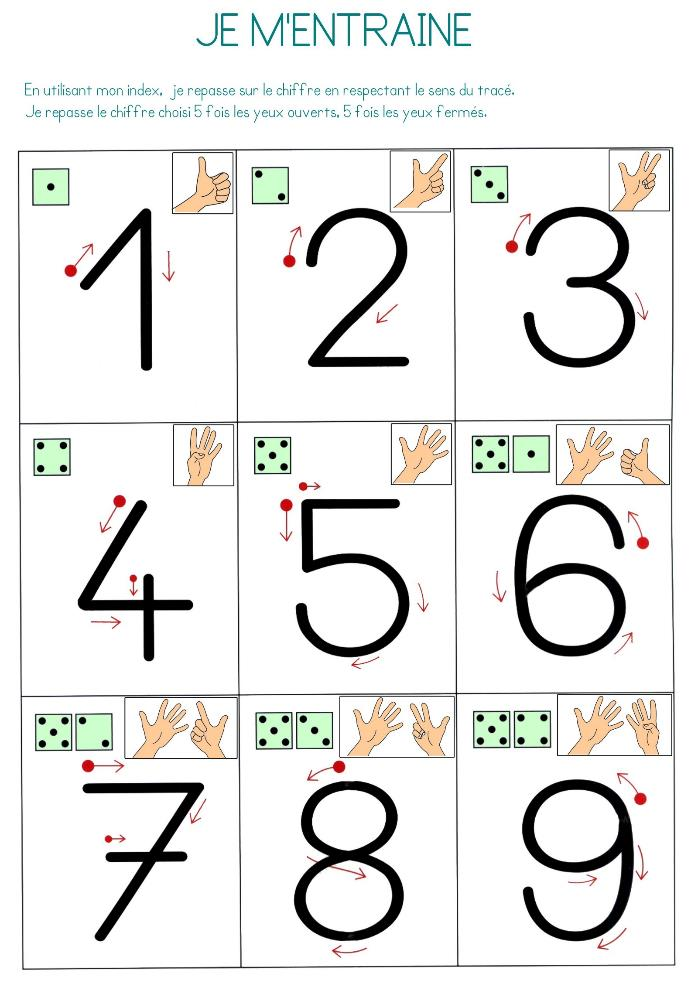 JE M'ENTRAINE
En utilisant mon index, je repasse sur le chiffre en respectant le sens du tracé.
Je repasse le chiffre choisi 5 fois les yeux ouverts, 5 fois les yeux fermés.
1 2 3
4 5 6
7 8 9